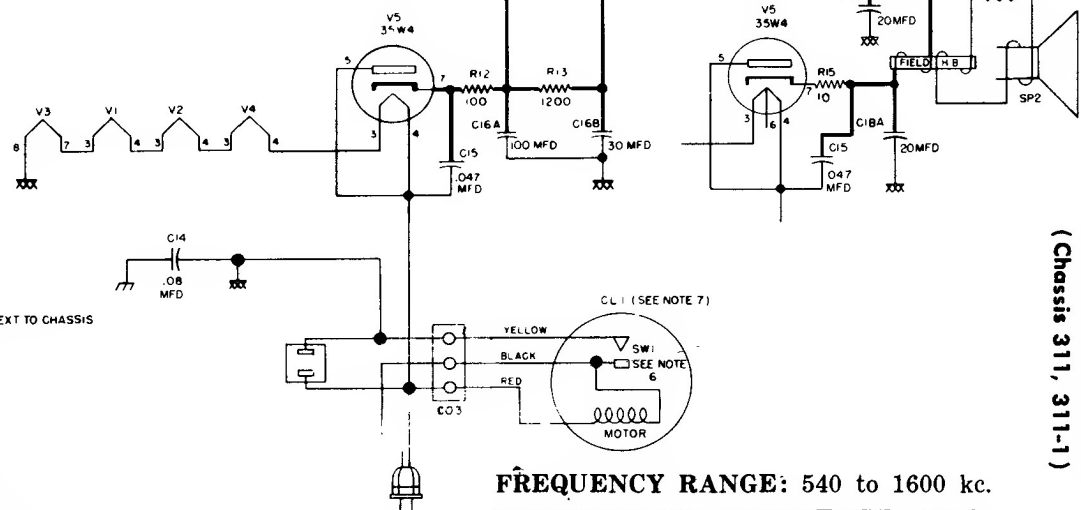 V5
35W4
5
7
3
4
R12
100
R13
1200
C16A
100 MFD
C16B
30 MFD
C15
.047
MFD
V3
V1
V2
V4
8
7
3
4
3
4
3
4
V5
35W4
5
7
3
6
4
R15
10
20MFD
FIELD
H B
SP2
C18A
20MFD
C15
.047
MFD
C14
.08
MFD
EXT TO CHASSIS
CL 1 (SEE NOTE 7)
YELLOW
BLACK
RED
SW1
SEE NOTE
6
MOTOR
CO3
(Chassis 311, 311-1)
FREQUENCY RANGE: 540 to 1600 kc.